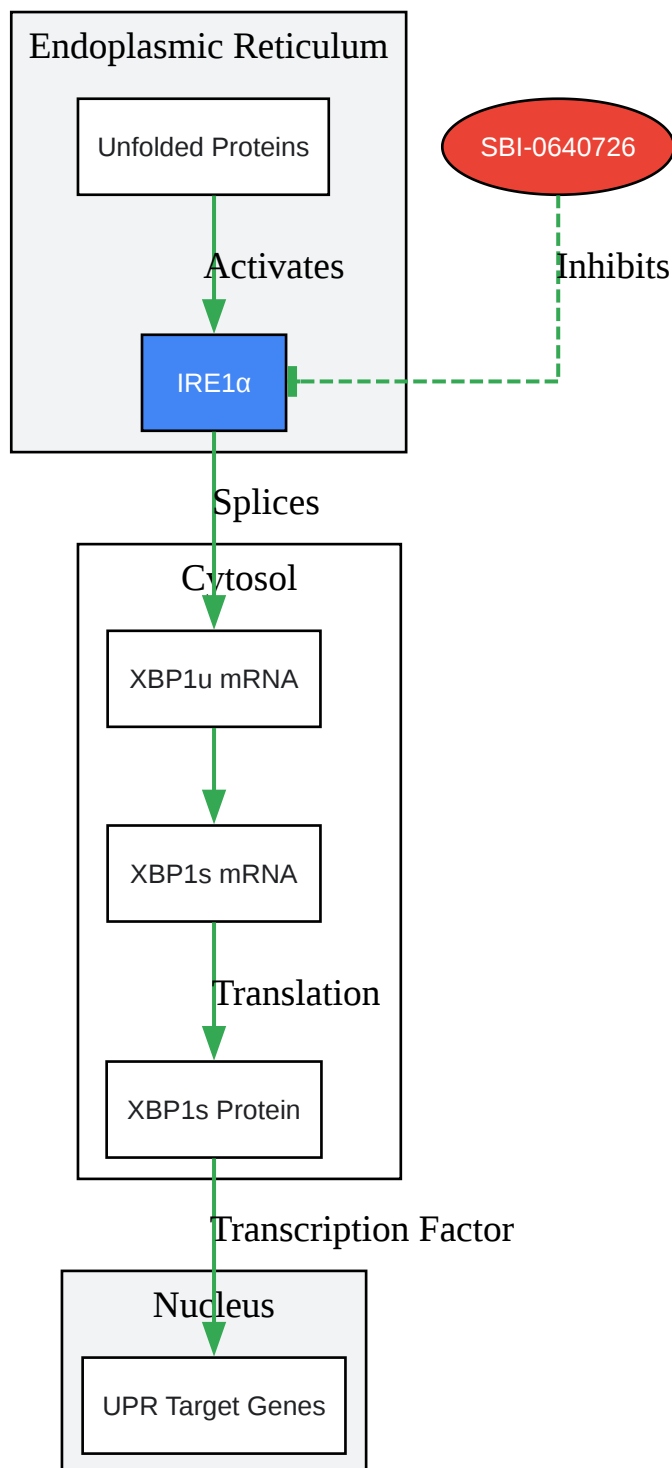 Endoplasmic Reticulum
Unfolded Proteins
SBI-0640726
Activates
Inhibits
IRE1α
Splices
Cytosol
XBP1u mRNA
XBP1s mRNA
Translation
XBP1s Protein
Transcription Factor
Nucleus
UPR Target Genes